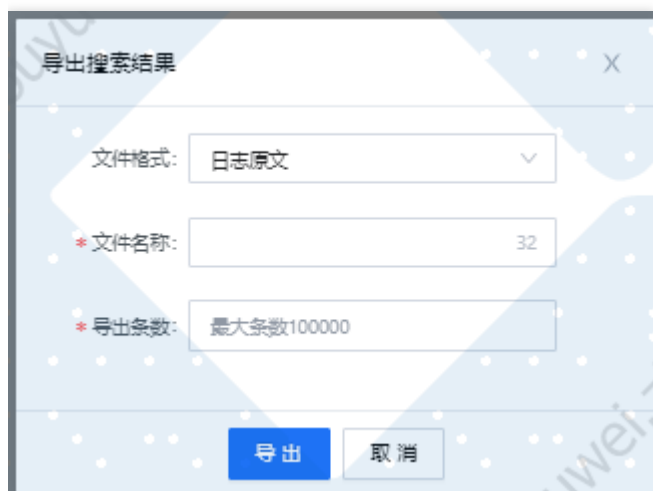 导出搜索结果 X
文件格式: 日志原文
* 文件名称: 32
* 导出条数: 最大条数100000
导 出 取 消